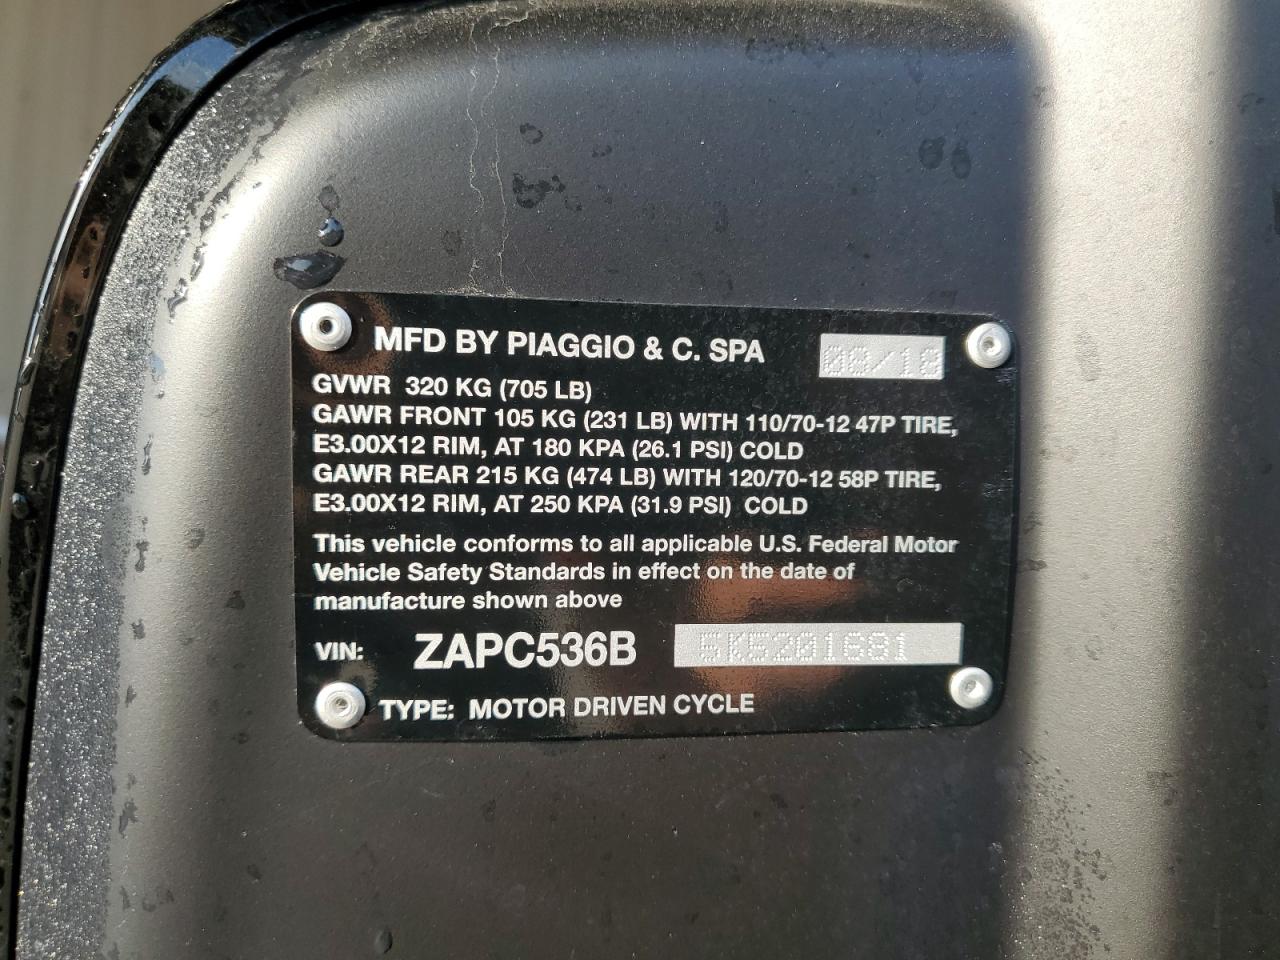 MFD BY PIAGGIO & C. SPA 08/18
GVWR 320 KG (705 LB)
GAWR FRONT 105 KG (231 LB) WITH 110/70-12 47P TIRE,
E3.00X12 RIM, AT 180 KPA (26.1 PSI) COLD
GAWR REAR 215 KG (474 LB) WITH 120/70-12 58P TIRE,
E3.00X12 RIM, AT 250 KPA (31.9 PSI) COLD
This vehicle conforms to all applicable U.S. Federal Motor
Vehicle Safety Standards in effect on the date of
manufacture shown above
VIN: ZAPC536B 5K5201681
TYPE: MOTOR DRIVEN CYCLE